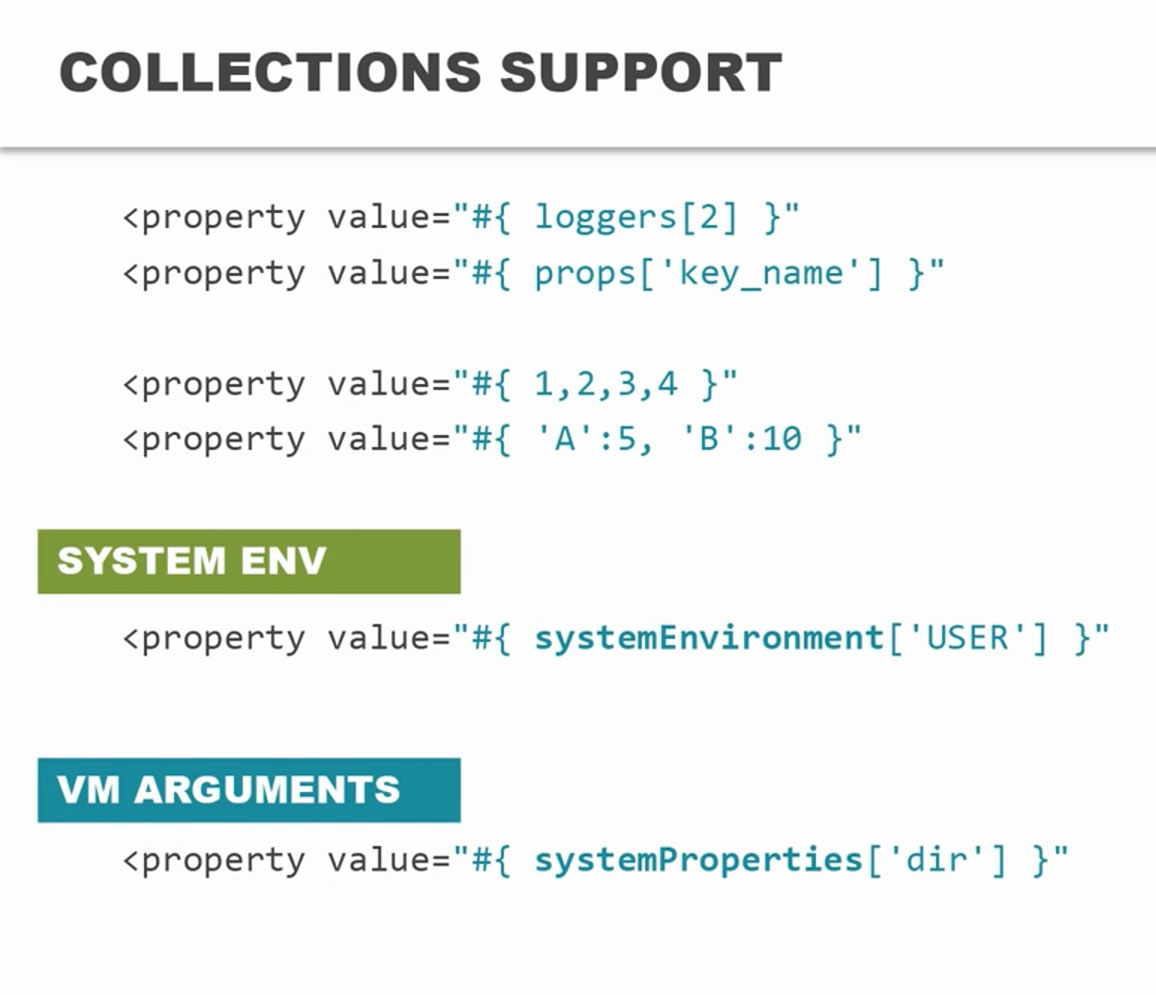 COLLECTIONS SUPPORT
<property value="#{ loggers[2] }"
<property value="#{ props['key_name'] }"
<property value="#{ 1,2,3,4 }"
<property value="#{ 'A':5, 'B':10 }"
SYSTEM ENV
<property value="#{ systemEnvironment['USER'] }"
VM ARGUMENTS
<property value="#{ systemProperties['dir'] }"